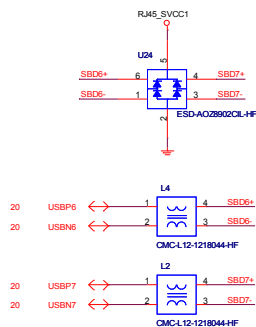 RJ45_SVCC1
U24
5
SBD6+ 6 4 SBD7+
SBD6- 1 3 SBD7-
2
ESD-AOZ8902CIL-HF
L4
20 USBP6 1 4 SBD6+
20 USBN6 2 3 SBD6-
CMC-L12-1218044-HF
L2
20 USBP7 1 4 SBD7+
20 USBN7 2 3 SBD7-
CMC-L12-1218044-HF